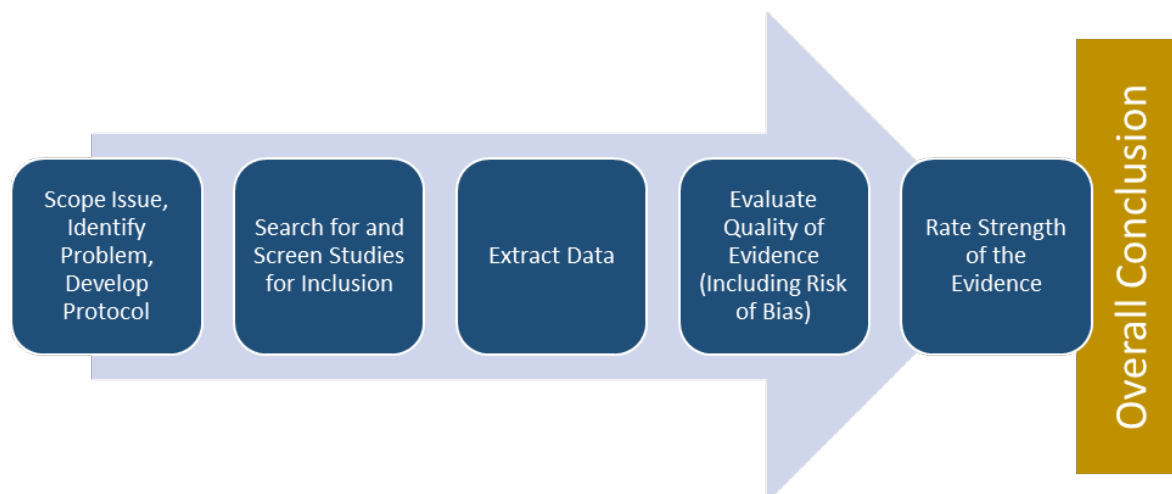 Scope Issue,
Identify
Problem,
Develop
Protocol
Search for and
Screen Studies
for Inclusion
Extract Data
Evaluate
Quality of
Evidence
(Including Risk
of Bias)
Rate Strength
of the
Evidence
Overall Conclusion